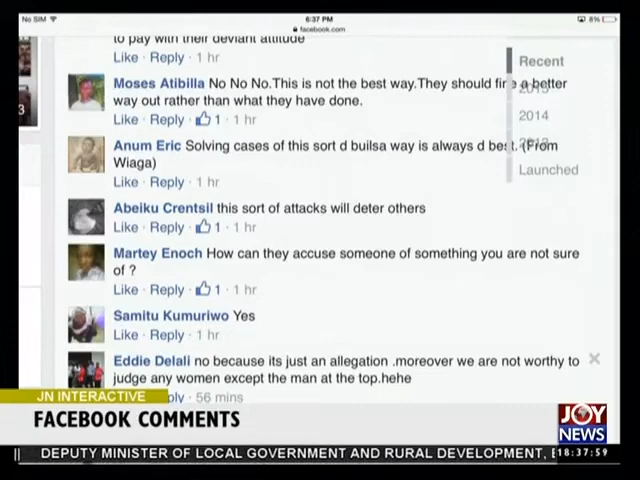 No SIM
6:37 PM
8%
facebook.com
to pay with their deviant attitude
Like · Reply · 1 hr
3
Moses Atibilla No No No.This is not the best way.They should find a better
way out rather than what they have done.
Like · Reply · 1 · 1 hr
Anum Eric Solving cases of this sort d builsa way is always d best. (From
Wiaga)
Like · Reply · 1 hr
Abeiku Crentsil this sort of attacks will deter others
Like · Reply · 1 · 1 hr
Martey Enoch How can they accuse someone of something you are not sure
of ?
Like · Reply · 1 · 1 hr
Samitu Kumuriwo Yes
Like · Reply · 1 hr
Eddie Delali no because its just an allegation .moreover we are not worthy to
judge any women except the man at the top.hehe
ply · 56 mins
Recent
2014
Launched
JN INTERACTIVE
FACEBOOK COMMENTS
JOY
NEWS
DEPUTY MINISTER OF LOCAL GOVERNMENT AND RURAL DEVELOPMENT,
18:37:59